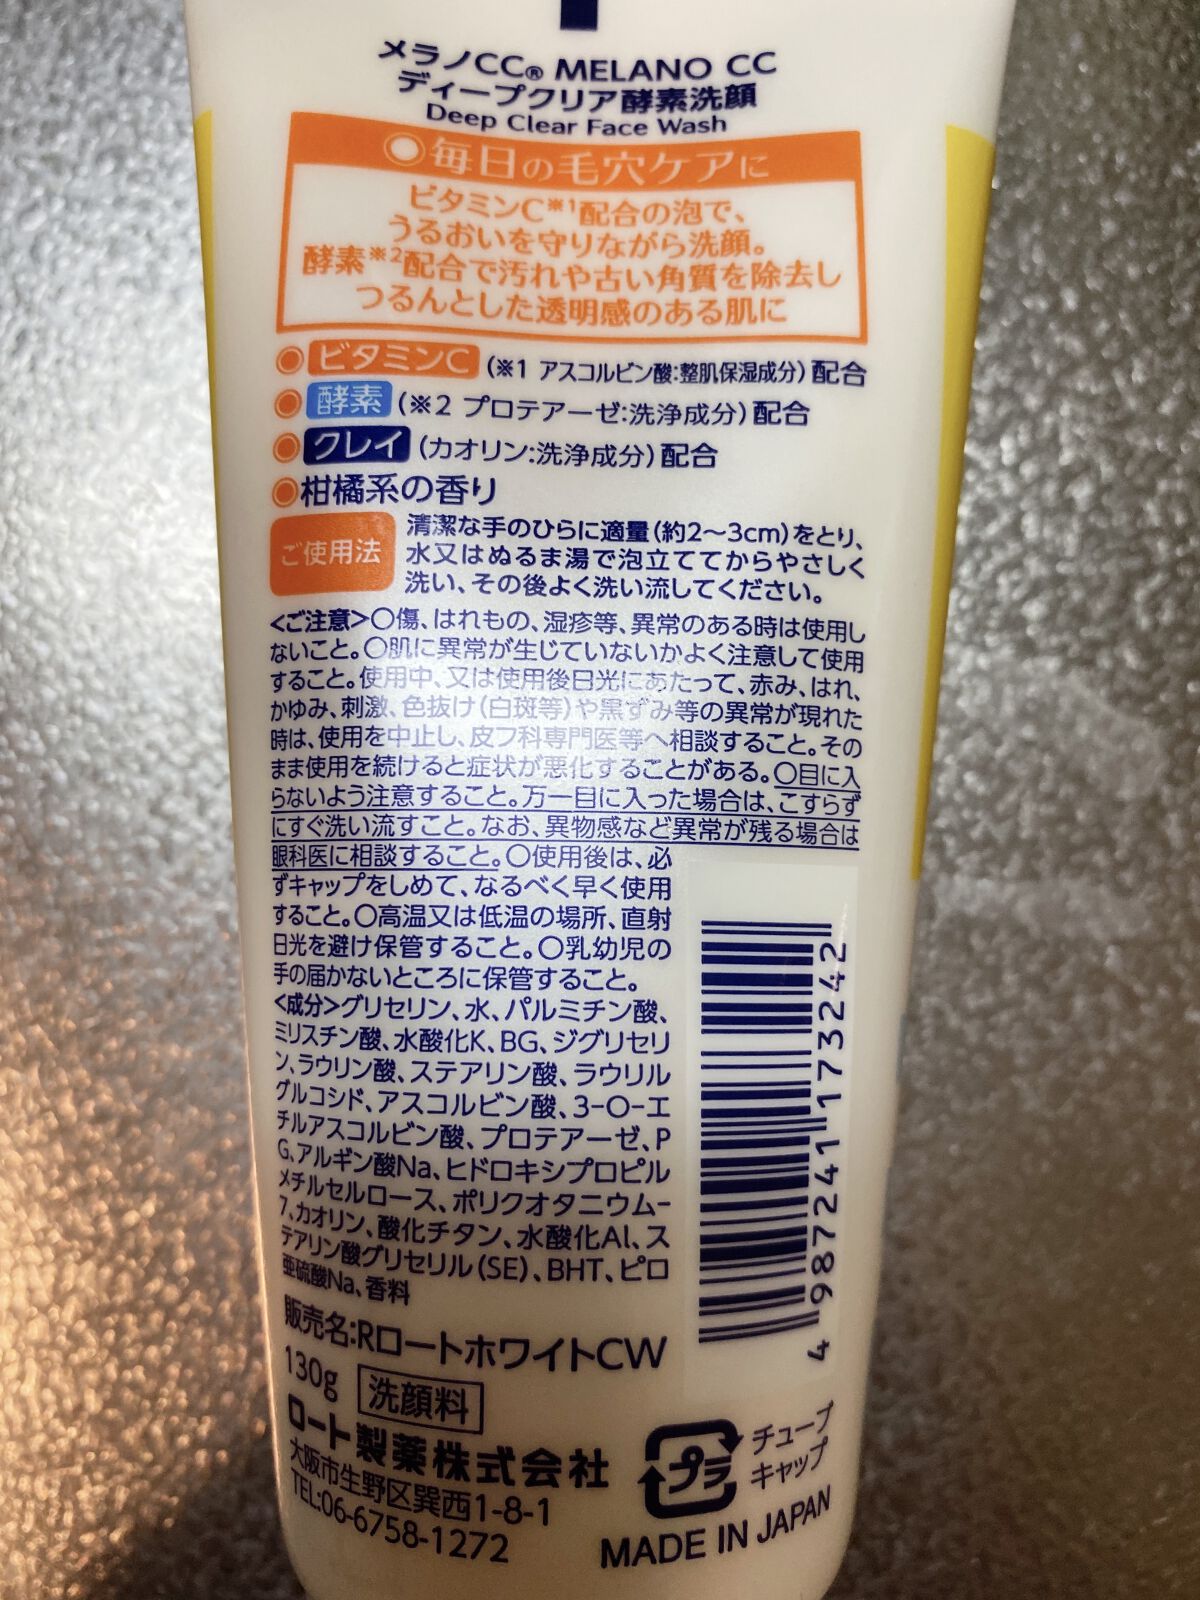 メラノCC® MELANO CC
ディープクリア酵素洗顔
Deep Clear Face Wash
●毎日の毛穴ケアに
ビタミンC※1配合の泡で、
うるおいを守りながら洗顔。
酵素※2配合で汚れや古い角質を除去し
つるんとした透明感のある肌に
●ビタミンC(※1 アスコルビン酸:整肌保湿成分)配合
●酵素(※2 プロテアーゼ:洗浄成分)配合
●クレイ(カオリン:洗浄成分)配合
●柑橘系の香り
ご使用法
清潔な手のひらに適量(約2〜3cm)をとり、
水又はぬるま湯で泡立ててからやさしく
洗い、その後よく洗い流してください。
<ご注意>○傷、はれもの、湿疹等、異常のある時は使用し
ないこと。○肌に異常が生じていないかよく注意して使用
すること。使用中、又は使用後日光にあたって、赤み、はれ、
かゆみ、刺激、色抜け(白斑等)や黒ずみ等の異常が現れた
時は、使用を中止し、皮フ科専門医等へ相談すること。その
まま使用を続けると症状が悪化することがある。○目に入
らないよう注意すること。万一目に入った場合は、こすらず
にすぐ洗い流すこと。なお、異物感など異常が残る場合は
眼科医に相談すること。○使用後は、必
ずキャップをしめて、なるべく早く使用
すること。○高温又は低温の場所、直射
日光を避け保管すること。○乳幼児の
手の届かないところに保管すること。
<成分>グリセリン、水、パルミチン酸、
ミリスチン酸、水酸化K、BG、ジグリセリ
ン、ラウリン酸、ステアリン酸、ラウリル
グルコシド、アスコルビン酸、3-O-エ
チルアスコルビン酸、プロテアーゼ、P
G、アルギン酸Na、ヒドロキシプロピル
メチルセルロース、ポリクオタニウム-
7、カオリン、酸化チタン、水酸化Al、ス
テアリン酸グリセリル(SE)、BHT、ピロ
亜硫酸Na、香料
販売名:RロートホワイトCW
130g 洗顔料
ロート製薬株式会社
大阪市生野区巽西1-8-1
TEL:06-6758-1272
4 987241 173242
プラ
チューブ
キャップ
MADE IN JAPAN